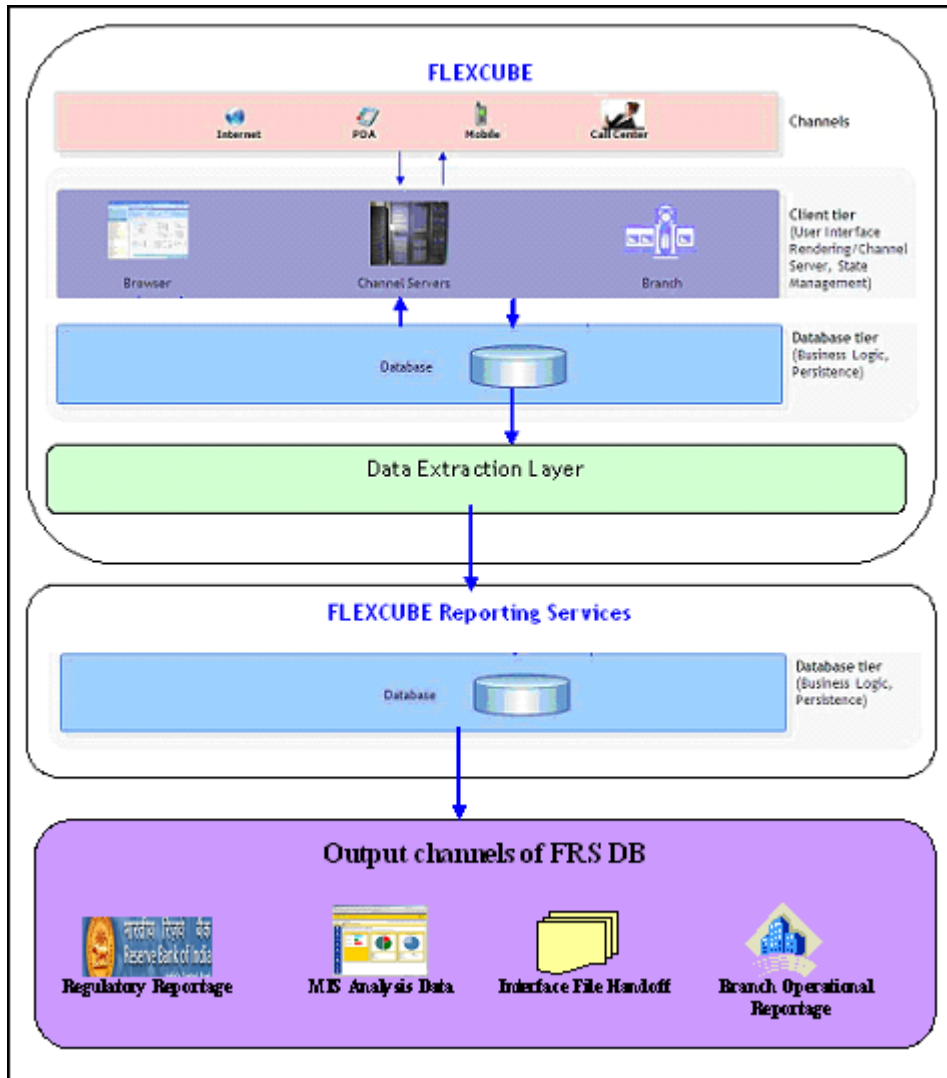 FLEXCUBE
Internet
PDA
Mobile
Call Center
Channels
Browser
Channel Servers
Branch
Client tier
(User Interface
Rendering/Channel
Server, State
Management)
Database
Database tier
(Business Logic,
Persistence)
Data Extraction Layer
FLEXCUBE Reporting Services
Database
Database tier
(Business Logic,
Persistence)
Output channels of FRS DB
भारतीय रिज़र्व बैंक
Reserve Bank of India
Regulatory Reportage
MIS Analysis Data
Interface File Handoff
Branch Operational
Reportage